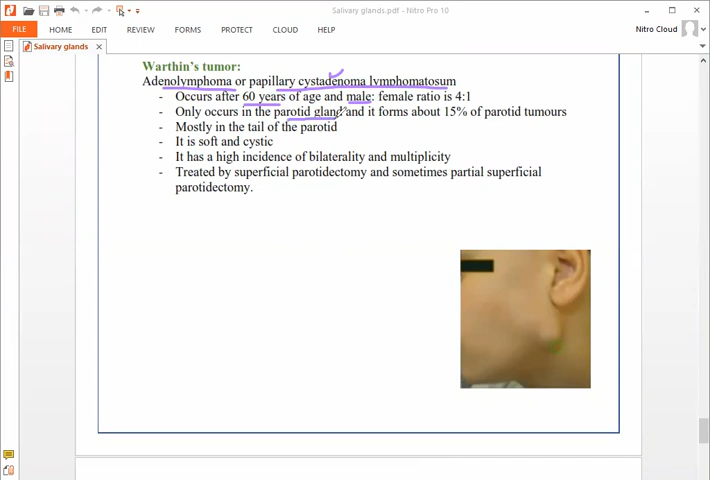 Salivary glands.pdf - Nitro Pro 10
FILE HOME EDIT REVIEW FORMS PROTECT CLOUD HELP Nitro Cloud
Salivary glands ×
Warthin's tumor:
Adenolymphoma or papillary cystadenoma lymphomatosum
- Occurs after 60 years of age and male: female ratio is 4:1
- Only occurs in the parotid gland and it forms about 15% of parotid tumours
- Mostly in the tail of the parotid
- It is soft and cystic
- It has a high incidence of bilaterality and multiplicity
- Treated by superficial parotidectomy and sometimes partial superficial
parotidectomy.